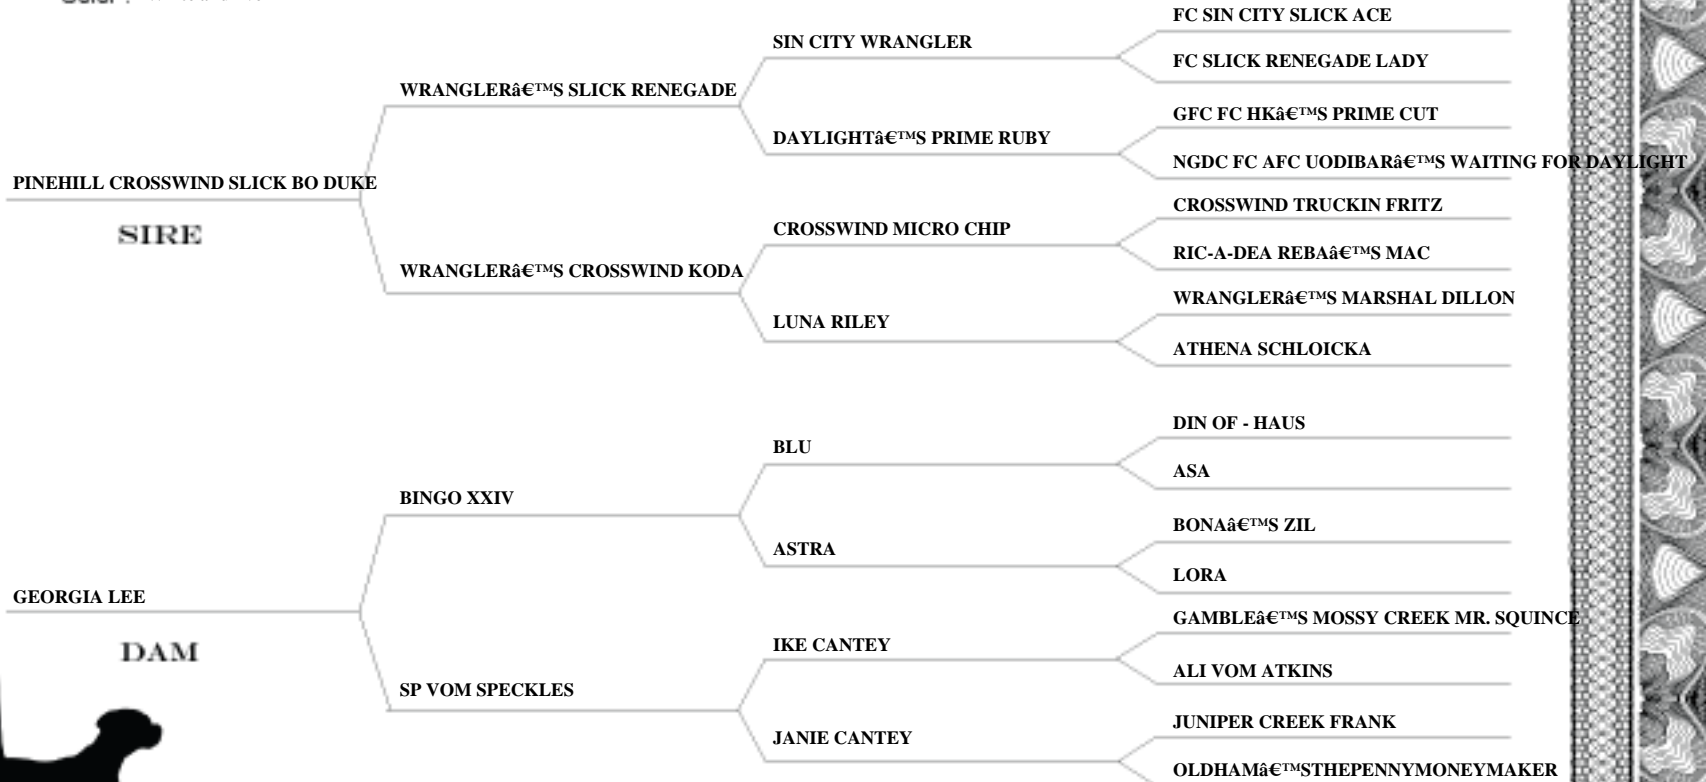 FC SIN CITY SLICK ACE
SIN CITY WRANGLER
FC SLICK RENEGADE LADY
WRANGLERâ€™S SLICK RENEGADE
GFC FC HKâ€™S PRIME CUT
DAYLIGHTâ€™S PRIME RUBY
NGDC FC AFC UODIBARâ€™S WAITING FOR DAYLIGHT
PINEHILL CROSSWIND SLICK BO DUKE
SIRE
CROSSWIND TRUCKIN FRITZ
CROSSWIND MICRO CHIP
RIC-A-DEA REBAâ€™S MAC
WRANGLERâ€™S CROSSWIND KODA
WRANGLERâ€™S MARSHAL DILLON
LUNA RILEY
ATHENA SCHLOICKA
DIN OF - HAUS
BLU
ASA
BINGO XXIV
BONAâ€™S ZIL
ASTRA
LORA
GEORGIA LEE
DAM
GAMBLEâ€™S MOSSY CREEK MR. SQUINCE
IKE CANTEY
ALI VOM ATKINS
SP VOM SPECKLES
JUNIPER CREEK FRANK
JANIE CANTEY
OLDHAMâ€™STHEPENNYMONEYMAKER